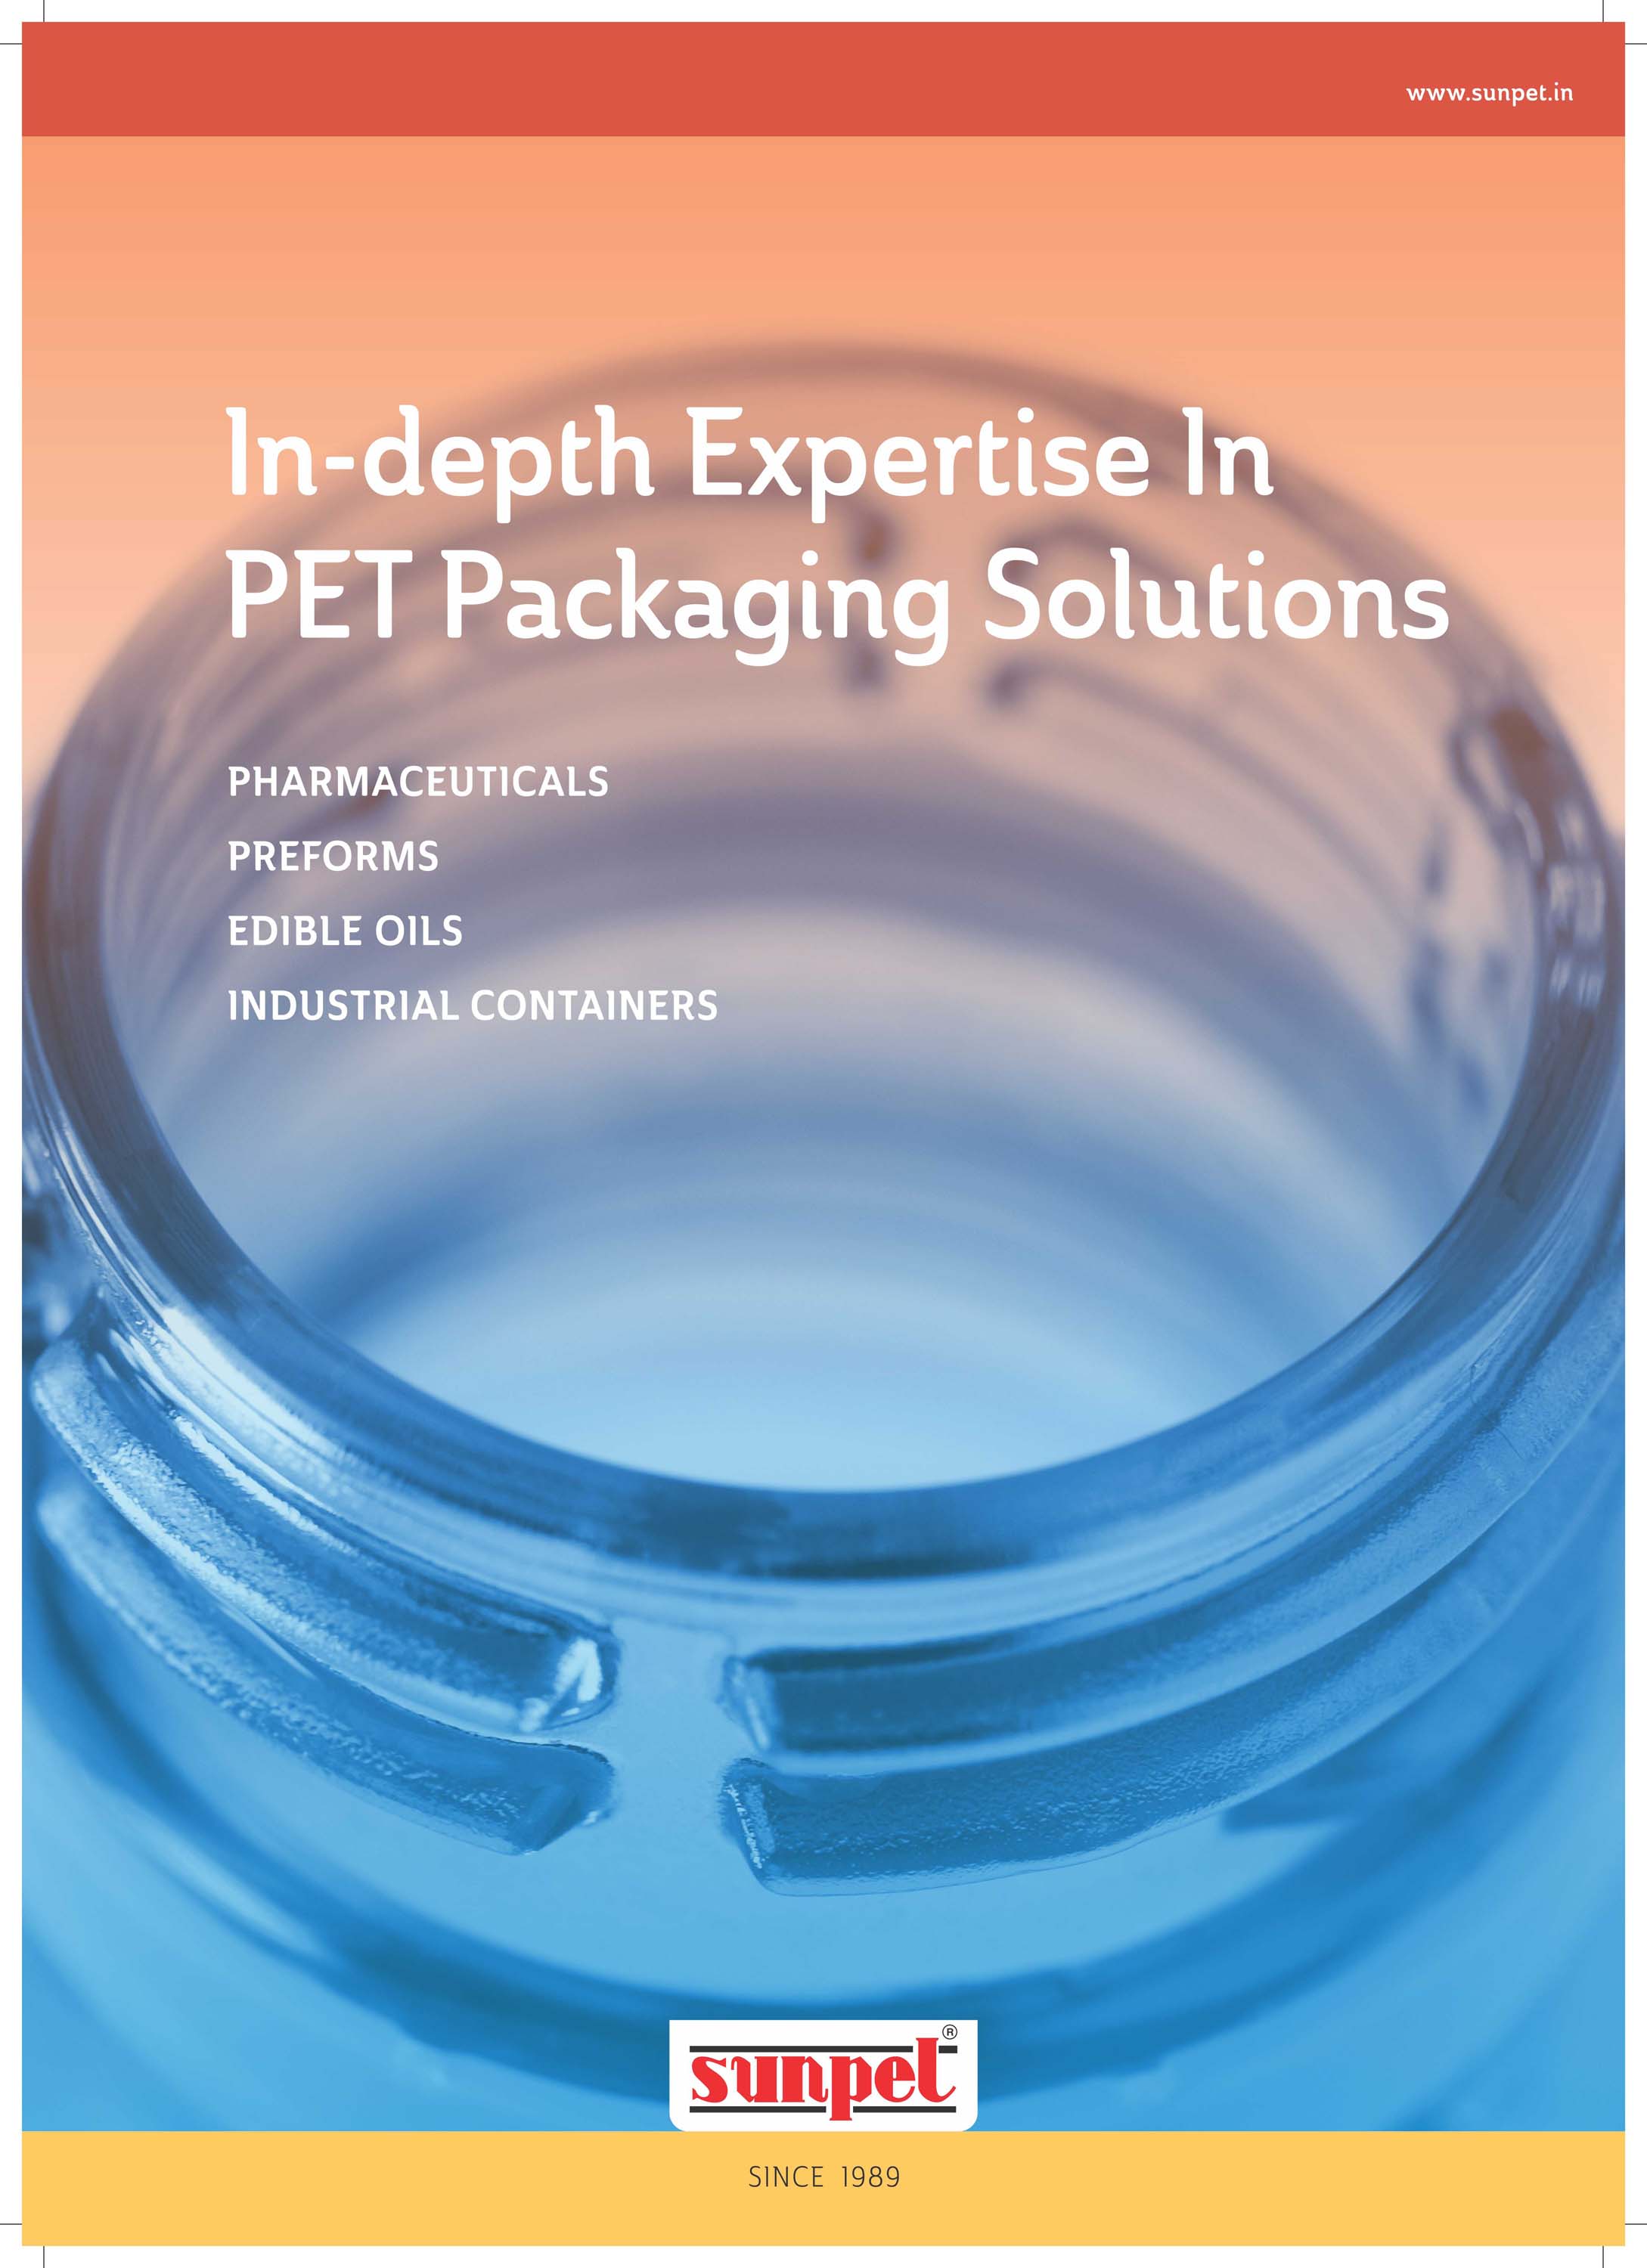 www.sunpet.in
In-depth Expertise In
PET Packaging Solutions
PHARMACEUTICALS
PREFORMS
EDIBLE OILS
INDUSTRIAL CONTAINERS
sunpet®
SINCE 1989